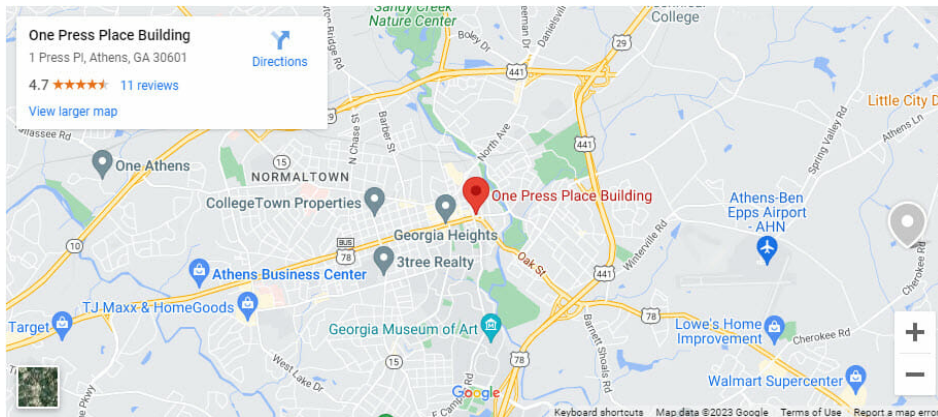 One Press Place Building
1 Press Pl, Athens, GA 30601
4.7
11 reviews
View larger map
Directions
Sandy Creek
Nature Center
Boley Dr
Danielsville
College
29
441
441
Little City D
Athens Ln
Spring Valley Rd
One Athens
15
N Chase St
Barber St
North Ave
78
15
NORMALTOWN
441
CollegeTown Properties
One Press Place Building
Athens-Ben
Epps Airport
- AHN
Georgia Heights
10
BUS
78
3tree Realty
Oak St
Winterville Rd
Cherokee Rd
Athens Business Center
441
TJ Maxx & HomeGoods
Target
Georgia Museum of Art
78
Barnett Shoals Rd
Lowe's Home
Improvement
Cherokee Rd
West Lake Dr
78
Walmart Supercenter
Google
Keyboard shortcuts
Map data ©2023 Google
Terms of Use
Report a map error